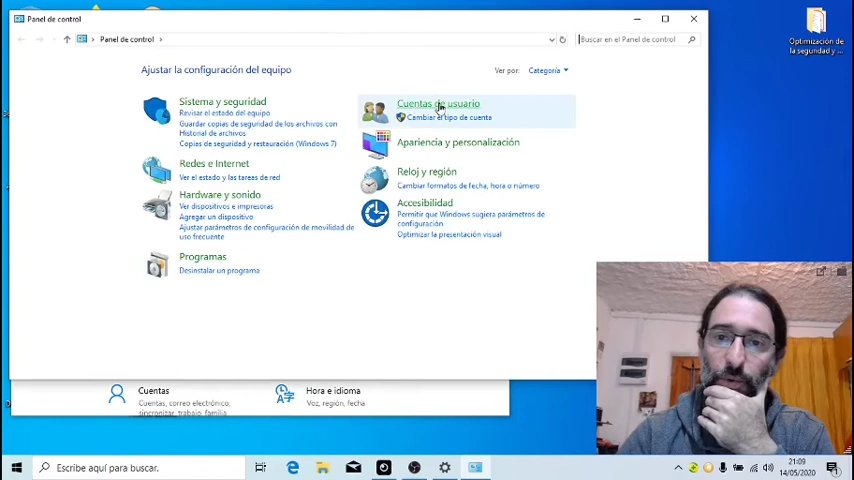 Panel de control
Panel de control
Buscar en el Panel de control
Optimización de
la seguridad y ...
Ajustar la configuración del equipo
Ver por:
Categoría
Sistema y seguridad
Revisar el estado del equipo
Guardar copias de seguridad de los archivos con
Historial de archivos
Copias de seguridad y restauración (Windows 7)
Redes e Internet
Ver el estado y las tareas de red
Hardware y sonido
Ver dispositivos e impresoras
Agregar un dispositivo
Ajustar parámetros de configuración de movilidad de
uso frecuente
Programas
Desinstalar un programa
Cuentas de usuario
Cambiar el tipo de cuenta
Apariencia y personalización
Reloj y región
Cambiar formatos de fecha, hora o número
Accesibilidad
Permitir que Windows sugiera parámetros de
configuración
Optimizar la presentación visual
Cuentas
Cuentas, correo electrónico,
sincronizar, trabajo, familia
Hora e idioma
Voz, región, fecha
Escribe aquí para buscar.
21:09
14/05/2020